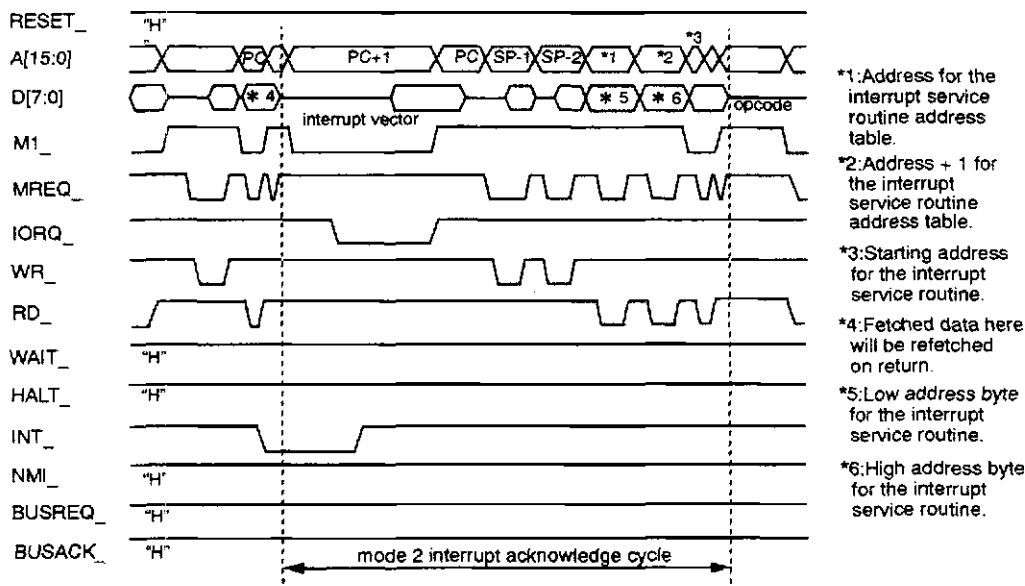 RESET_ "H"
A[15:0] PC PC+1 PC SP-1 SP-2 *1 *2 *3
D[7:0] *4 interrupt vector *5 *6 opcode
M1_
MREQ_
IORQ_
WR_
RD_
WAIT_ "H"
HALT_ "H"
INT_
NMI_ "H"
BUSREQ_ "H"
BUSACK_ "H"
mode 2 interrupt acknowledge cycle
*1:Address for the
interrupt service
routine address
table.
*2:Address + 1 for
the interrupt
service routine
address table.
*3:Starting address
for the interrupt
service routine.
*4:Fetched data here
will be refetched
on return.
*5:Low address byte
for the interrupt
service routine.
*6:High address byte
for the interrupt
service routine.